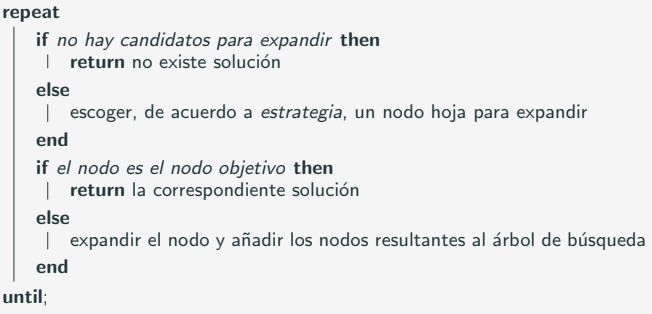 repeat
if no hay candidatos para expandir then
return no existe solución
else
escoger, de acuerdo a estrategia, un nodo hoja para expandir
end
if el nodo es el nodo objetivo then
return la correspondiente solución
else
expandir el nodo y añadir los nodos resultantes al árbol de búsqueda
end
until;